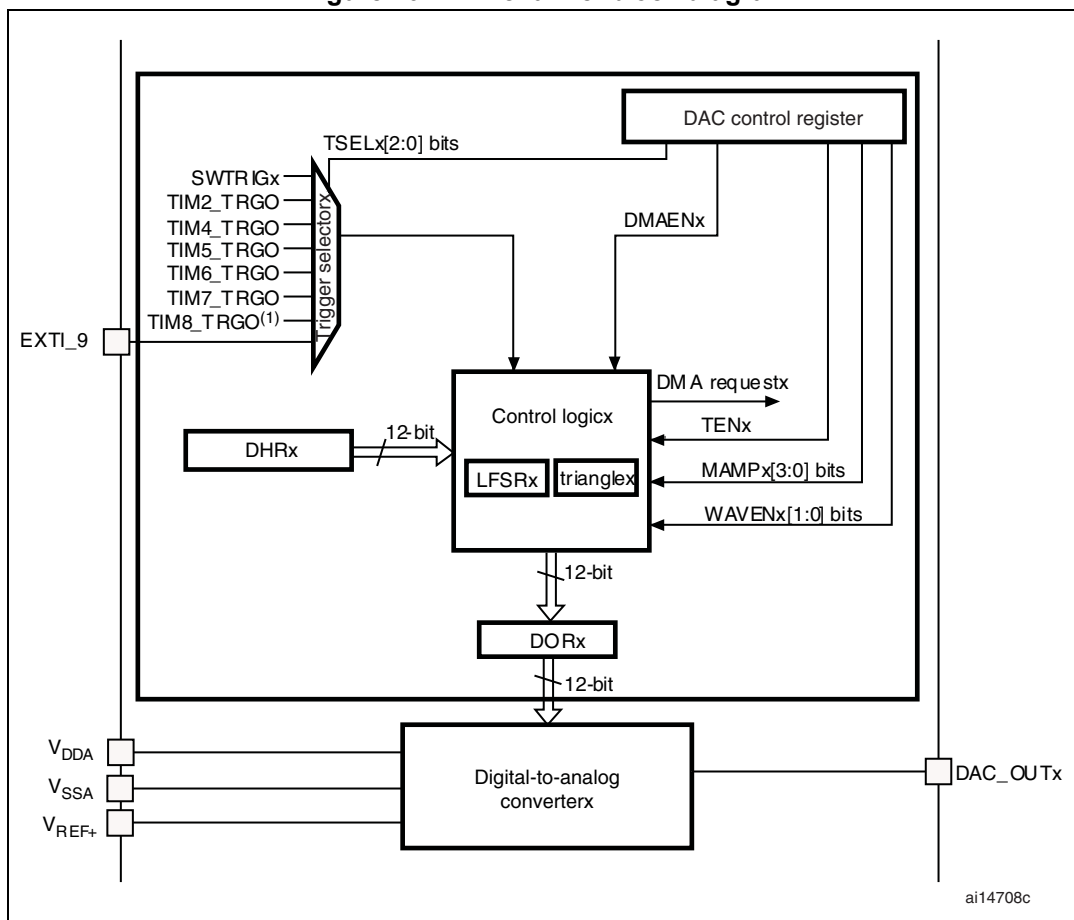 DAC control register
TSELx[2:0] bits
SWTRIGx
TIM2_TRGO
TIM4_TRGO
TIM5_TRGO
TIM6_TRGO
TIM7_TRGO
TIM8_TRGO(1)
EXTI_9
Trigger selectorx
DMAENx
DMA requestx
Control logicx
TENx
12-bit
DHRx
LFSRx
trianglex
MAMPx[3:0] bits
WAVENx[1:0] bits
12-bit
DORx
12-bit
VDDA
VSSA
VREF+
Digital-to-analog
converterx
DAC_OUTx
ai14708c